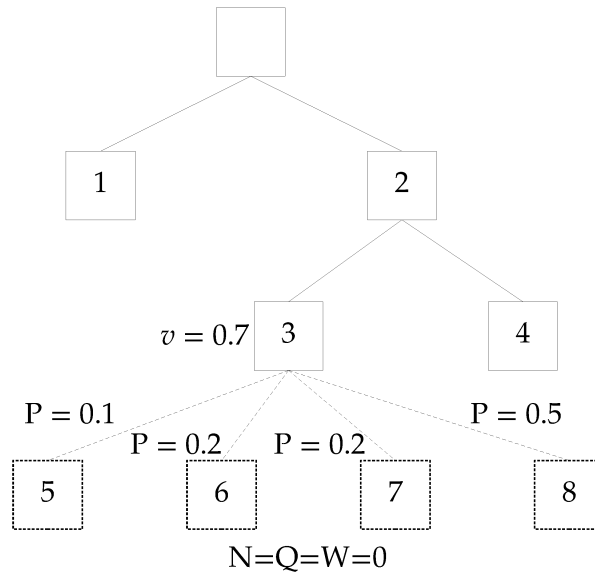 1
2
v = 0.7
3
4
P = 0.1
P = 0.5
P = 0.2
P = 0.2
5
6
7
8
N=Q=W=0